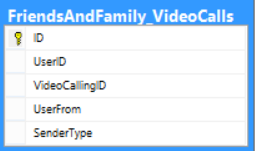 FriendsAndFamily_VideoCalls
ID
UserID
VideoCallingID
UserFrom
SenderType